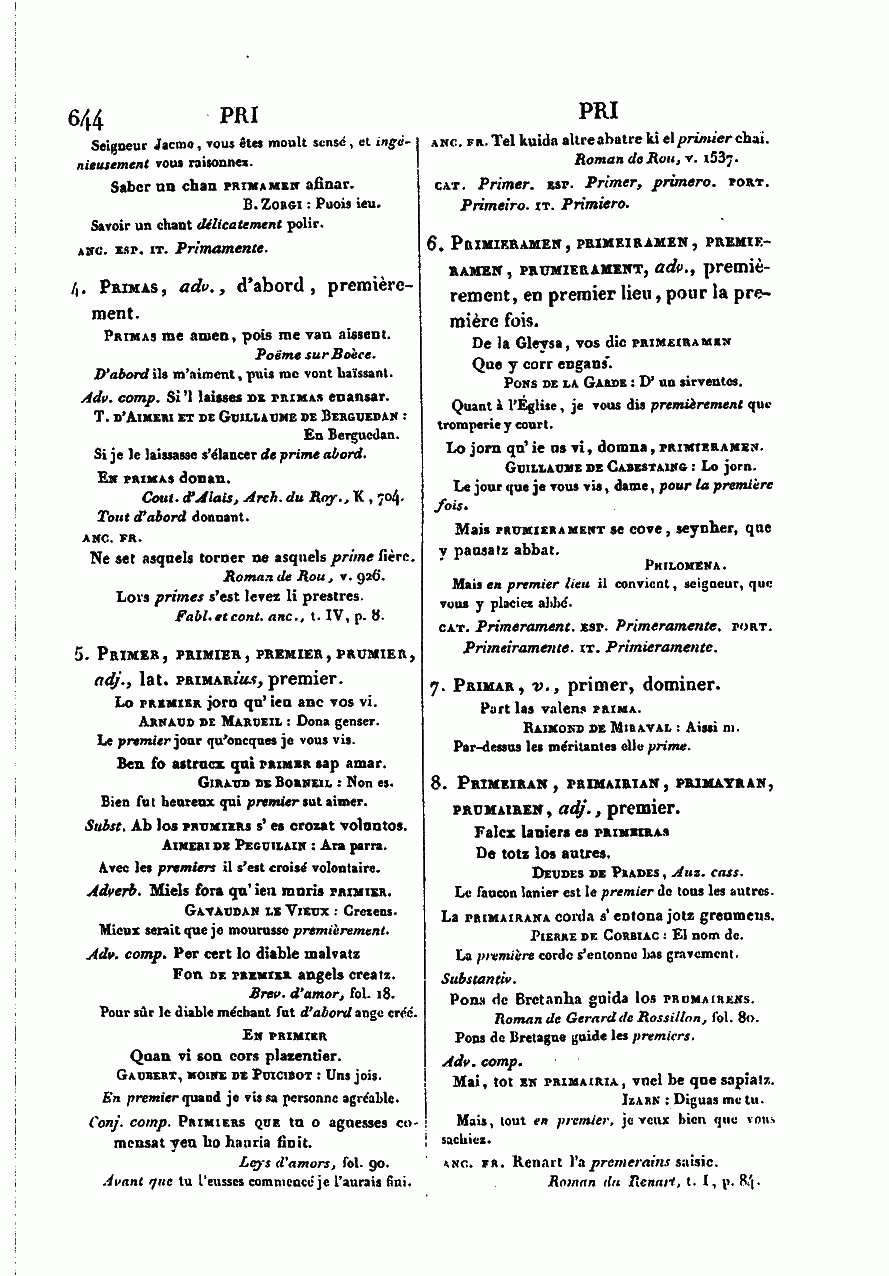 644 PRI
Seigneur Jacme, vous êtes moult sensé, et ingé-
nieusement vous raisonnez.
Saber un chan PRIMAMEN afinar.
B. ZORGI : Puois ieu.
Savoir un chant délicatement polir.
ANC. ESP. IT. Primamente.
4. PRIMAS, adv., d'abord, première-
ment.
PRIMAS me amen, pois me van aissent.
Poëme sur Boèce.
D'abord ils m'aiment, puis me vont haïssant.
Adv. comp. Si'l laisses DE PRIMAS enansar.
T. D'AIMERI ET DE GUILLAUME DE BERGUEDAN :
En Berguedan.
Si je le laissasse s'élancer de prime abord.
EN PRIMAS donan.
Cout. d'Alais, Arch. du Roy., K, 704.
Tout d'abord donnant.
ANC. FR.
Ne set asquels torner ne asquels prime fière.
Roman de Rou, v. 926.
Lors primes s'est levez li prestres.
Fabl. et cont. anc., t. IV, p. 8.
5. PRIMER, PRIMIER, PREMIER, PRUMIER,
adj., lat. PRIMARius, premier.
Lo PREMIER jorn qu'ieu anc vos vi.
ARNAUD DE MARUEIL : Dona genser.
Le premier jour qu'oncques je vous vis.
Ben fo astrucx qui PRIMER sap amar.
GIRAUD DE BORNEIL : Non es.
Bien fut heureux qui premier sut aimer.
Subst. Ab los PRUMIERS s'es crozat voluntos.
AIMERI DE PEGUILAIN : Ara parra.
Avec les premiers il s'est croisé volontaire.
Adverb. Miels fora qu'ieu muris PRIMIER.
GAVAUDAN LE VIEUX : Crezens.
Mieux serait que je mourusse premièrement.
Adv. comp. Per cert lo diable malvatz
Fon DE PREMIER angels creatz.
Brev. d'amor, fol. 18.
Pour sûr le diable méchant fut d'abord ange créé.
EN PRIMIER
Quan vi son cors plazentier.
GAUBERT, MOINE DE PUICIBOT : Uns jois.
En premier quand je vis sa personne agréable.
Conj. comp. PRIMIERS QUE tu o aguesses co-
mensat yeu ho hauria finit.
Leys d'amors, fol. 90.
Avant que tu l'eusses commencé je l'aurais fini.
PRI
ANC. FR. Tel kuida altre abatre ki el primier chaï.
Roman de Rou, v. 1537.
CAT. Primer. ESP. Primer, primero. PORT.
Primeiro. IT. Primiero.
6. PRIMIERAMEN, PRIMEIRAMEN, PREMIE-
RAMEN, PRUMIERAMENT, adv., premiè-
rement, en premier lieu, pour la pre-
mière fois.
De la Gleysa, vos dic PRIMEIRAMEN
Que y corr engans.
PONS DE LA GARDE : D'un sirventes.
Quant à l'Église, je vous dis premièrement que
tromperie y court.
Lo jorn qu'ie us vi, domna, PRIMIERAMEN.
GUILLAUME DE CABESTAING : Lo jorn.
Le jour que je vous vis, dame, pour la première
fois.
Mais PRUMIERAMENT se cove, seynher, que
y pausatz abbat.
PHILOMENA.
Mais en premier lieu il convient, seigneur, que
vous y placiez abbé.
CAT. Primerament. ESP. Primeramente. PORT.
Primeiramente. IT. Primieramente.
7. PRIMAR, v., primer, dominer.
Part las valens PRIMA.
RAIMOND DE MIRAVAL : Aissi m.
Par-dessus les méritantes elle prime.
8. PRIMEIRAN, PRIMAIRIAN, PRIMAYRAN,
PRUMAIREN, adj., premier.
Falcx laniers es PRIMEIRAS
De totz los autres.
DEUDES DE PRADES, Auz. cass.
Le faucon lanier est le premier de tous les autres.
La PRIMAIRANA corda s'entona jotz greumens.
PIERRE DE CORBIAC : El nom de.
La première corde s'entonne bas gravement.
Substantiv.
Pons de Bretanha guida los PRUMAIRENS.
Roman de Gerard de Rossillon, fol. 80.
Pons de Bretagne guide les premiers.
Adv. comp.
Mai, tot EN PRIMAIRIA, vuel be que sapiatz.
IZARN : Diguas me tu.
Mais, tout en premier, je veux bien que vous
sachiez.
ANC. FR. Renart l'a premerains saisie.
Roman du Renart, t. I, p. 84.